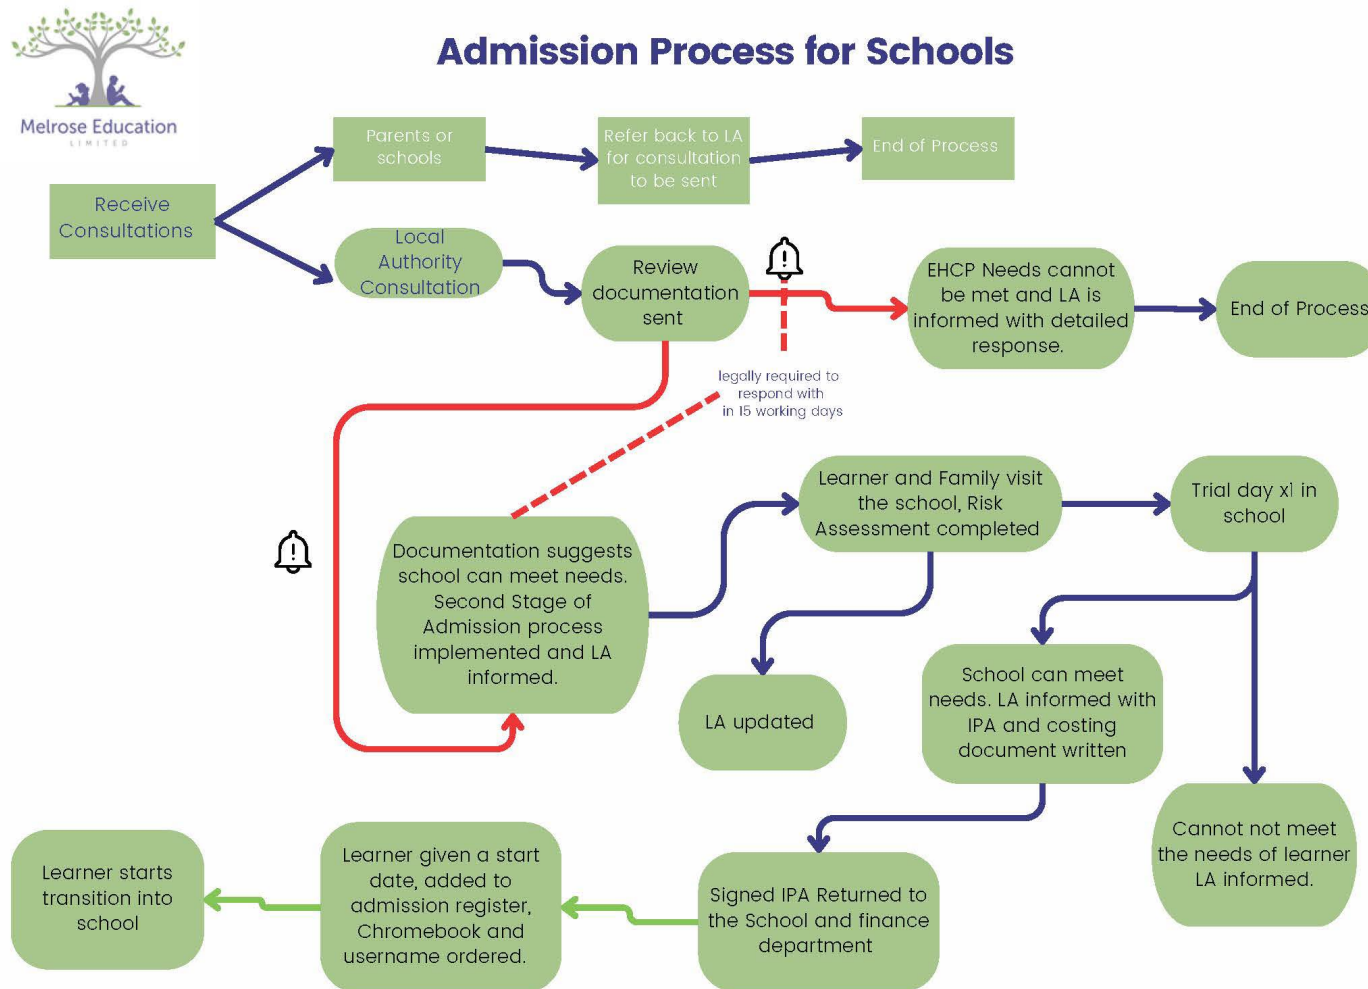 Melrose Education
LIMITED
Admission Process for Schools
Receive
Consultations
Parents or
schools
Refer back to LA
for consultation
to be sent
End of Process
Local
Authority
Consultation
Review
documentation
sent
EHCP Needs cannot
be met and LA is
informed with detailed
response.
End of Process
legally required to
respond with
in 15 working days
Documentation suggests
school can meet needs.
Second Stage of
Admission process
implemented and LA
informed.
Learner and Family visit
the school, Risk
Assessment completed
Trial day x1 in
school
LA updated
School can meet
needs. LA informed with
IPA and costing
document written
Cannot not meet
the needs of learner
LA informed.
Signed IPA Returned to
the School and finance
department
Learner given a start
date, added to
admission register,
Chromebook and
username ordered.
Learner starts
transition into
school